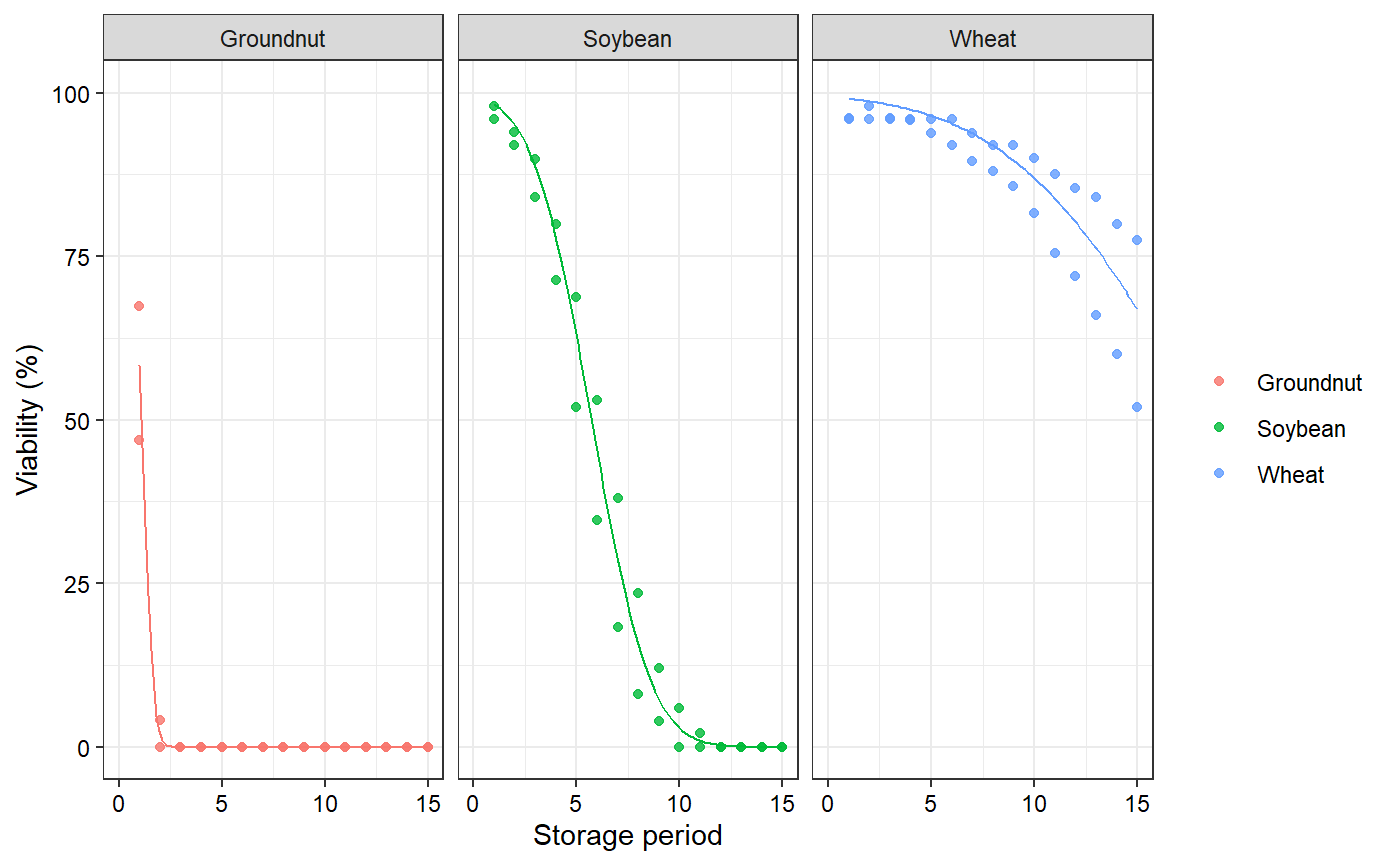 Groundnut Soybean Wheat
100
75
50
25
0
Viability (%)
0 5 10 15 0 5 10 15 0 5 10 15
Storage period
Groundnut
Soybean
Wheat